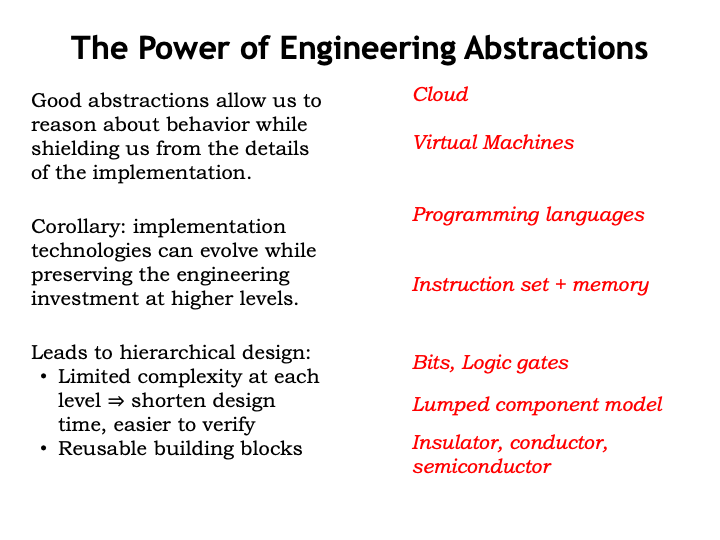 The Power of Engineering Abstractions
Good abstractions allow us to
reason about behavior while
shielding us from the details
of the implementation.
Corollary: implementation
technologies can evolve while
preserving the engineering
investment at higher levels.
Leads to hierarchical design:
• Limited complexity at each
level ⇒ shorten design
time, easier to verify
• Reusable building blocks
Cloud
Virtual Machines
Programming languages
Instruction set + memory
Bits, Logic gates
Lumped component model
Insulator, conductor,
semiconductor